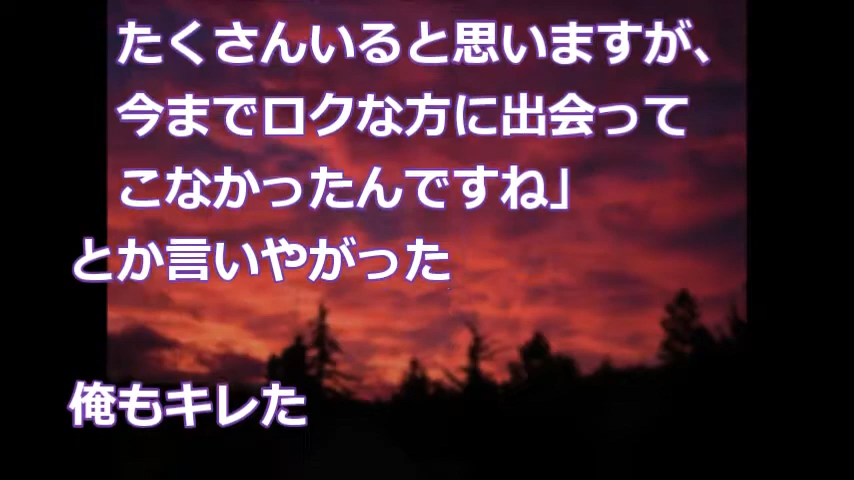 たくさんいると思いますが、
今までロクな方に出会って
こなかったんですね」
とか言いやがった
俺もキレた